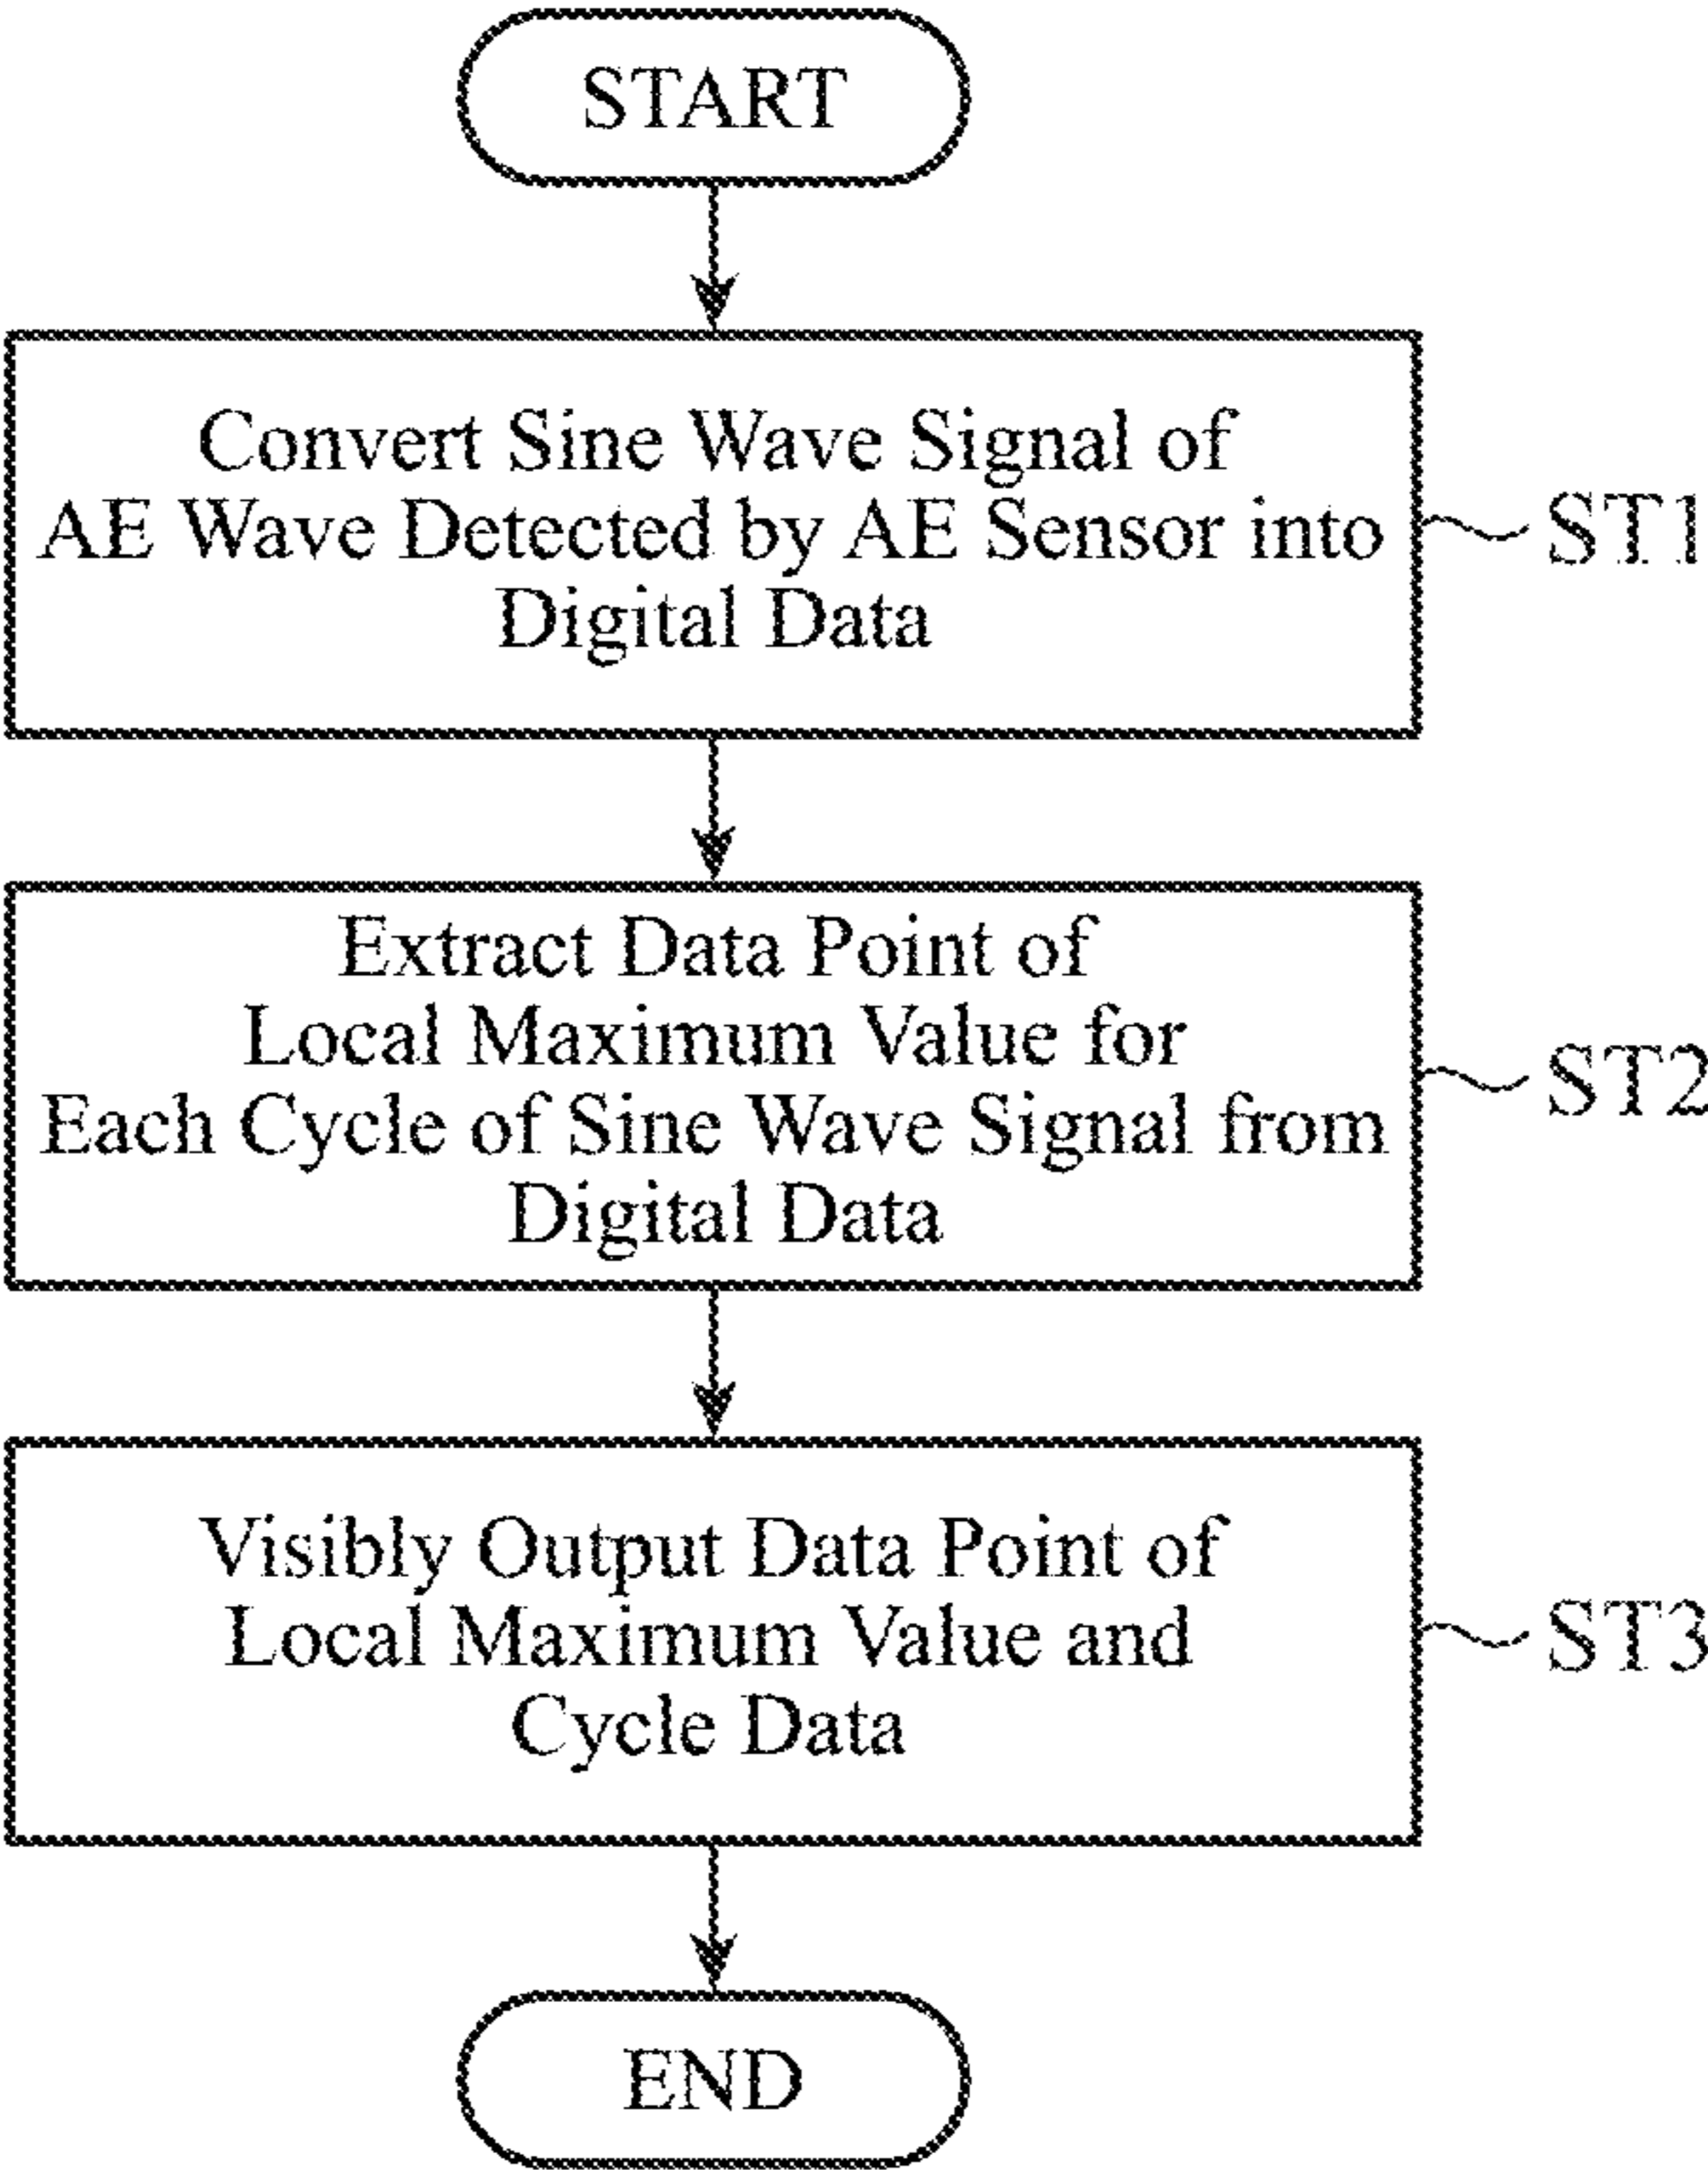 START
Convert Sine Wave Signal of
AE Wave Detected by AE Sensor into
Digital Data
ST1
Extract Data Point of
Local Maximum Value for
Each Cycle of Sine Wave Signal from
Digital Data
ST2
Visibly Output Data Point of
Local Maximum Value and
Cycle Data
ST3
END